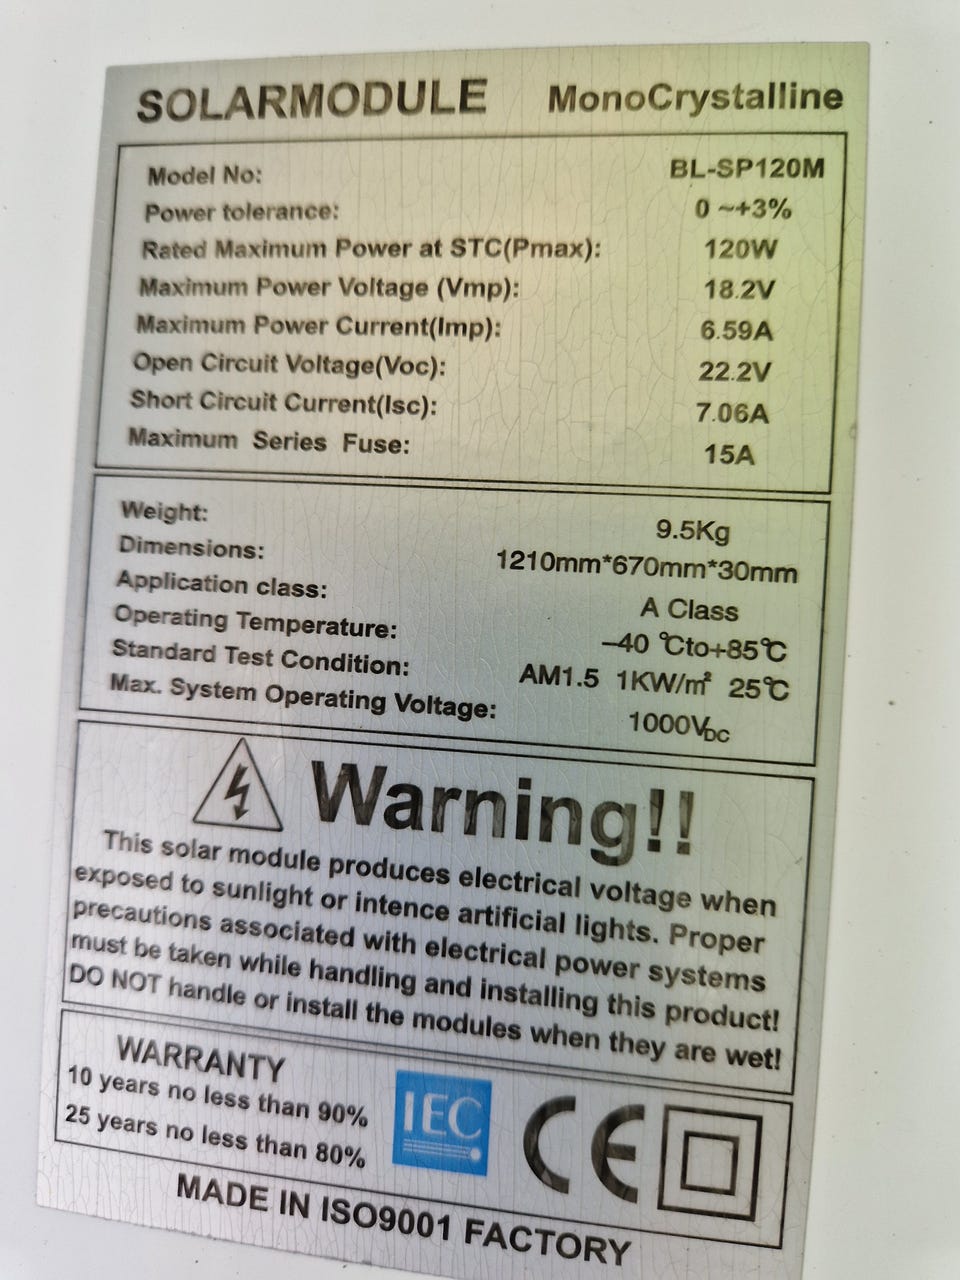 SOLARMODULE MonoCrystalline
Model No: BL-SP120M
Power tolerance: 0 ~+3%
Rated Maximum Power at STC(Pmax): 120W
Maximum Power Voltage (Vmp): 18.2V
Maximum Power Current(Imp): 6.59A
Open Circuit Voltage(Voc): 22.2V
Short Circuit Current(Isc): 7.06A
Maximum Series Fuse: 15A
Weight: 9.5Kg
Dimensions: 1210mm*670mm*30mm
Application class: A Class
Operating Temperature: –40 ℃to+85℃
Standard Test Condition: AM1.5 1KW/m² 25℃
Max. System Operating Voltage: 1000VDC
Warning!!
This solar module produces electrical voltage when
exposed to sunlight or intence artificial lights. Proper
precautions associated with electrical power systems
must be taken while handling and installing this product!
DO NOT handle or install the modules when they are wet!
WARRANTY
10 years no less than 90%
25 years no less than 80%
IEC
CE
MADE IN ISO9001 FACTORY